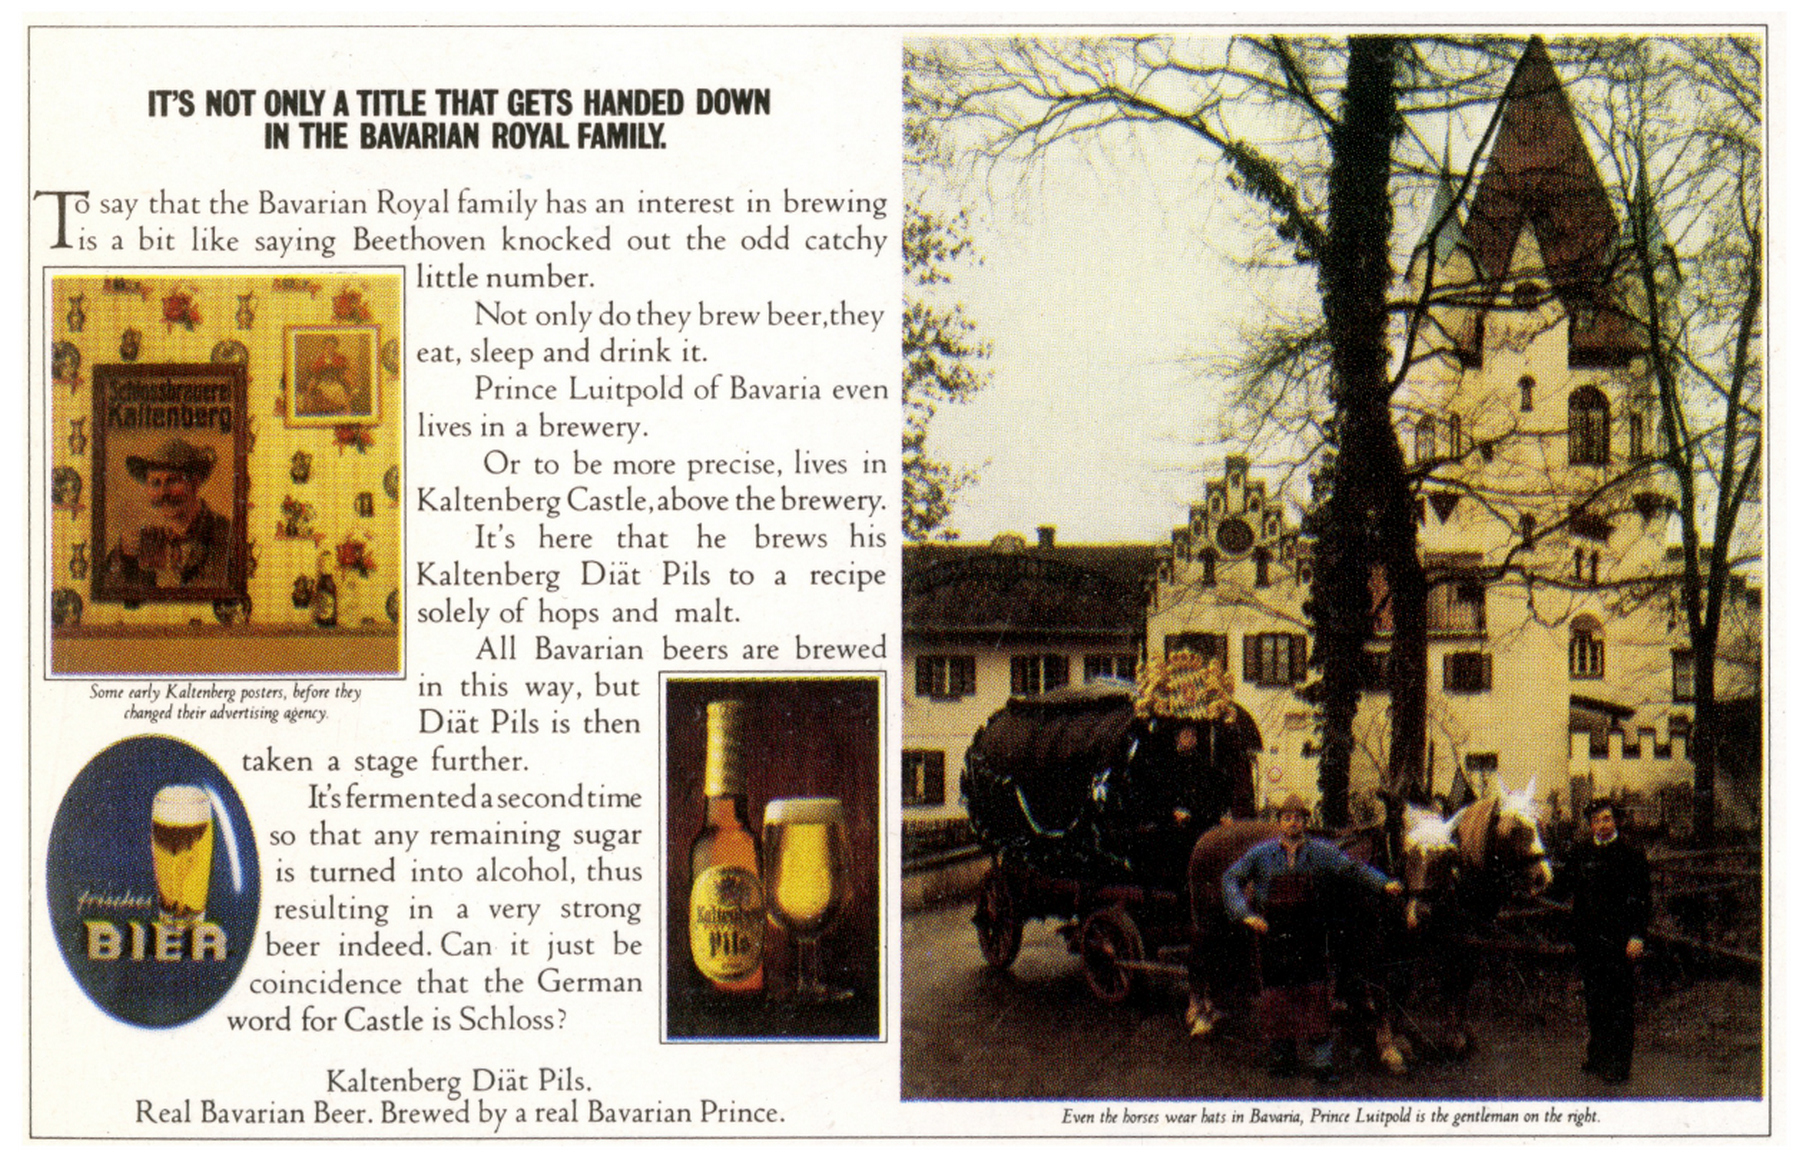 IT'S NOT ONLY A TITLE THAT GETS HANDED DOWN
IN THE BAVARIAN ROYAL FAMILY.
To say that the Bavarian Royal family has an interest in brewing
is a bit like saying Beethoven knocked out the odd catchy
little number.
Not only do they brew beer, they
eat, sleep and drink it.
Prince Luitpold of Bavaria even
lives in a brewery.
Or to be more precise, lives in
Kaltenberg Castle, above the brewery.
It's here that he brews his
Kaltenberg Diät Pils to a recipe
solely of hops and malt.
All Bavarian beers are brewed
in this way, but
Diät Pils is then
taken a stage further.
It's fermented a second time
so that any remaining sugar
is turned into alcohol, thus
resulting in a very strong
beer indeed. Can it just be
coincidence that the German
word for Castle is Schloss?
Kaltenberg Diät Pils.
Real Bavarian Beer. Brewed by a real Bavarian Prince.
Schlossbrauerei
Kaltenberg
Some early Kaltenberg posters, before they
changed their advertising agency.
frisches
BIER
Kaltenberg
Pils
Even the horses wear hats in Bavaria, Prince Luitpold is the gentleman on the right.